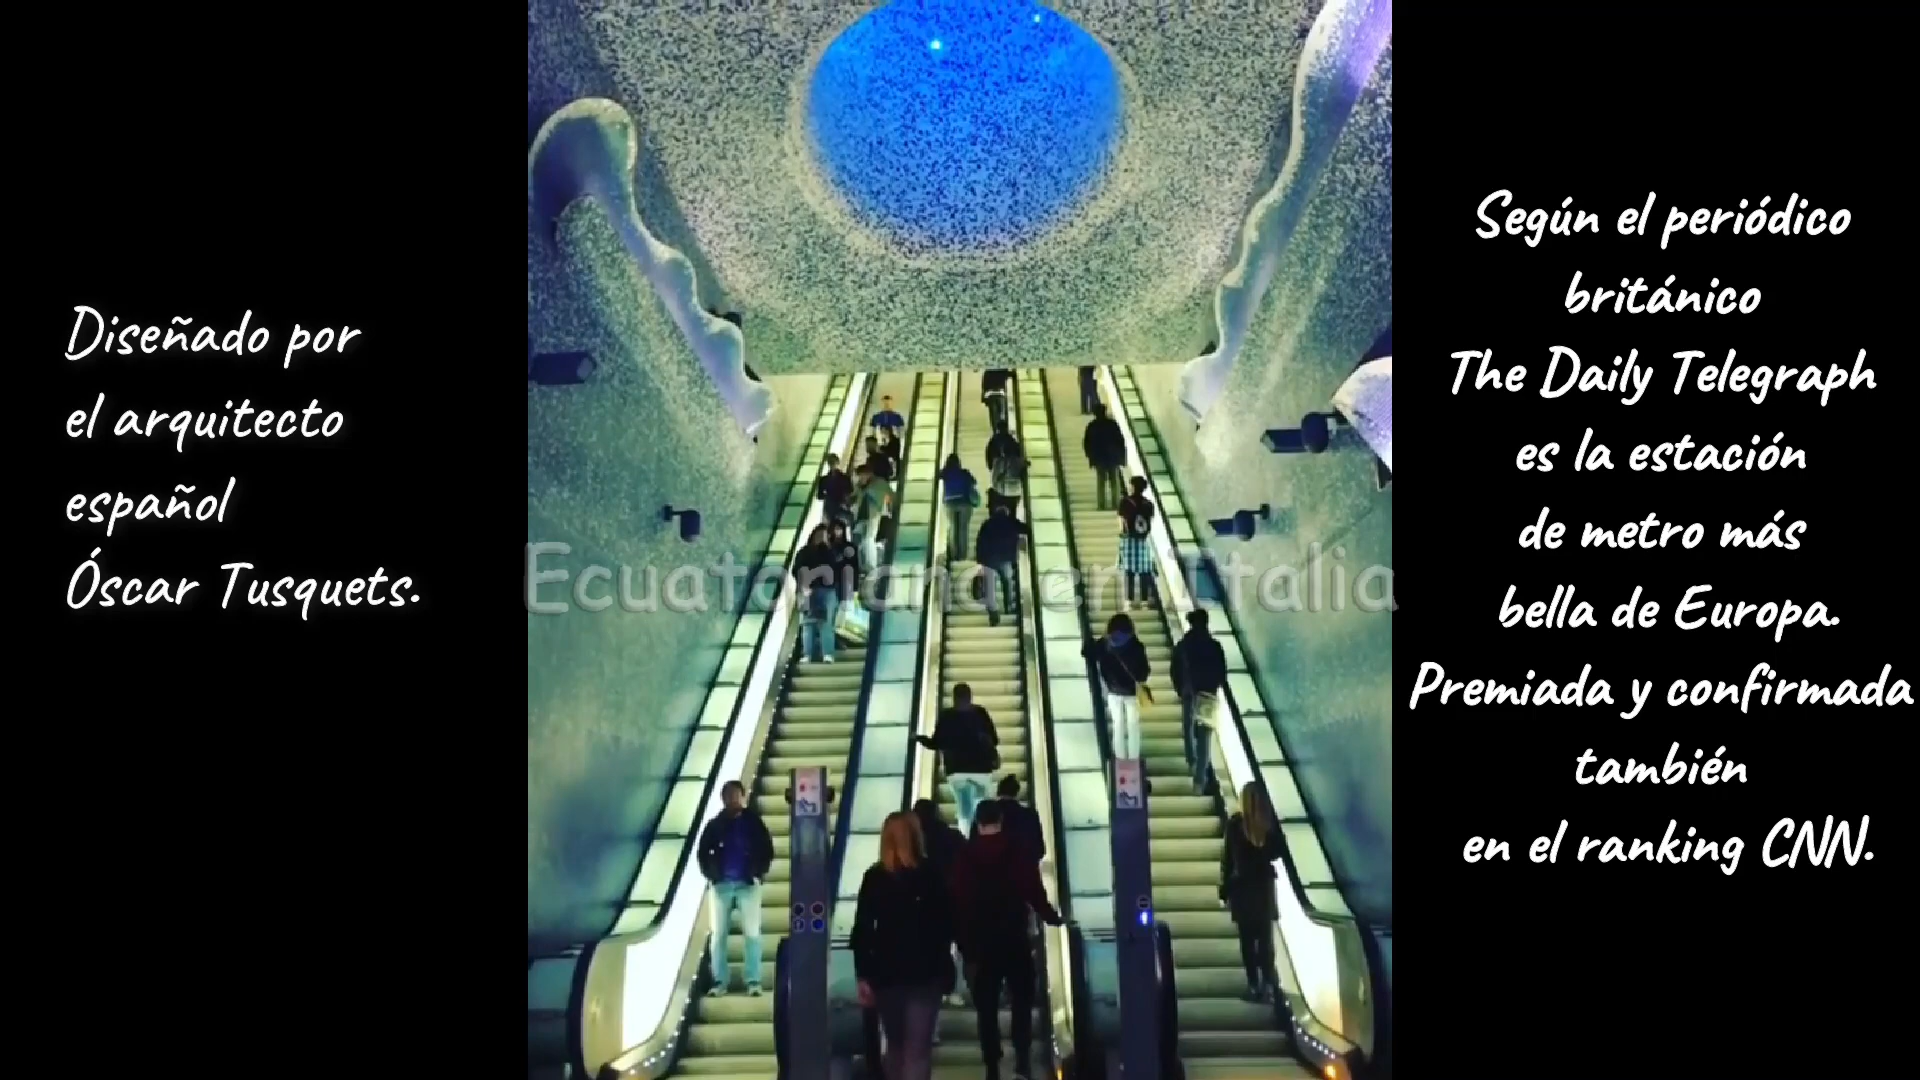 Diseñado por
el arquitecto
español
Óscar Tusquets.
Ecuatoriana en Italia
Según el periódico
británico
The Daily Telegraph
es la estación
de metro más
bella de Europa.
Premiada y confirmada
también
en el ranking CNN.